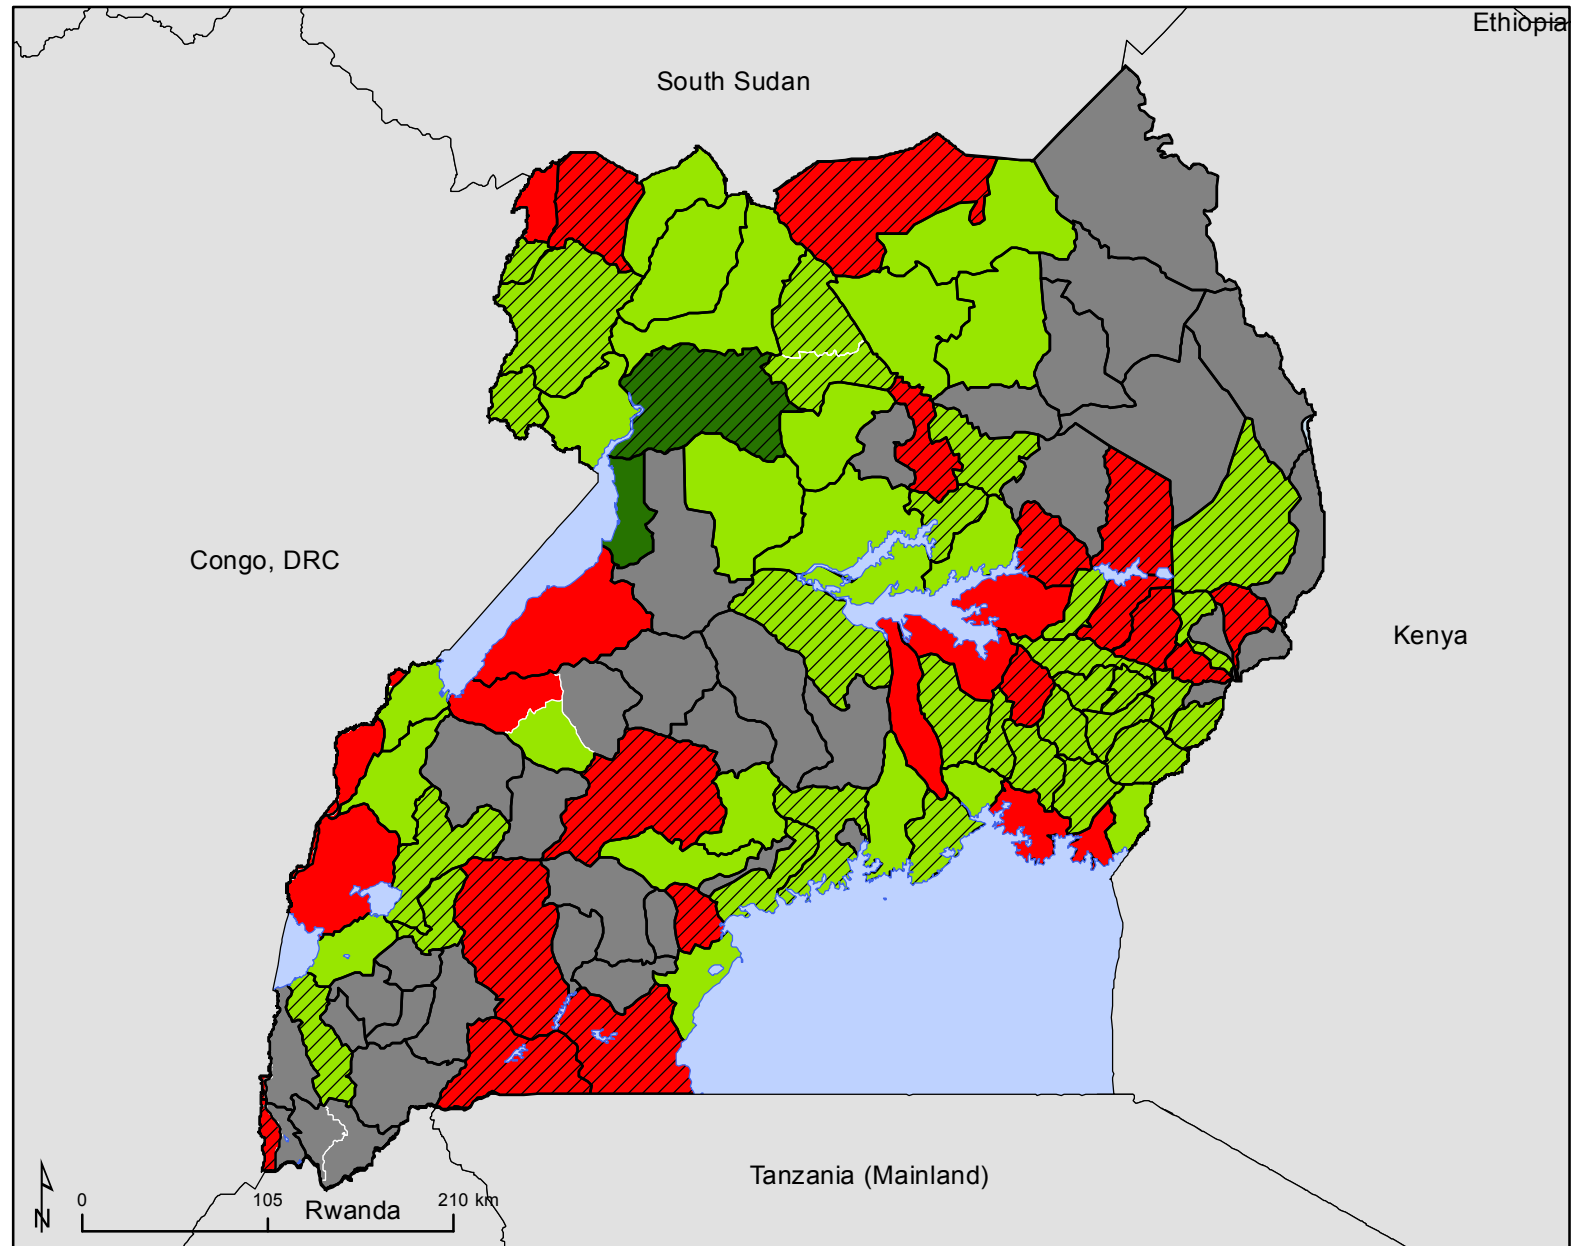 Ethiopia
South Sudan
Congo, DRC
Kenya
Tanzania (Mainland)
N
0 105 210 km
Rwanda